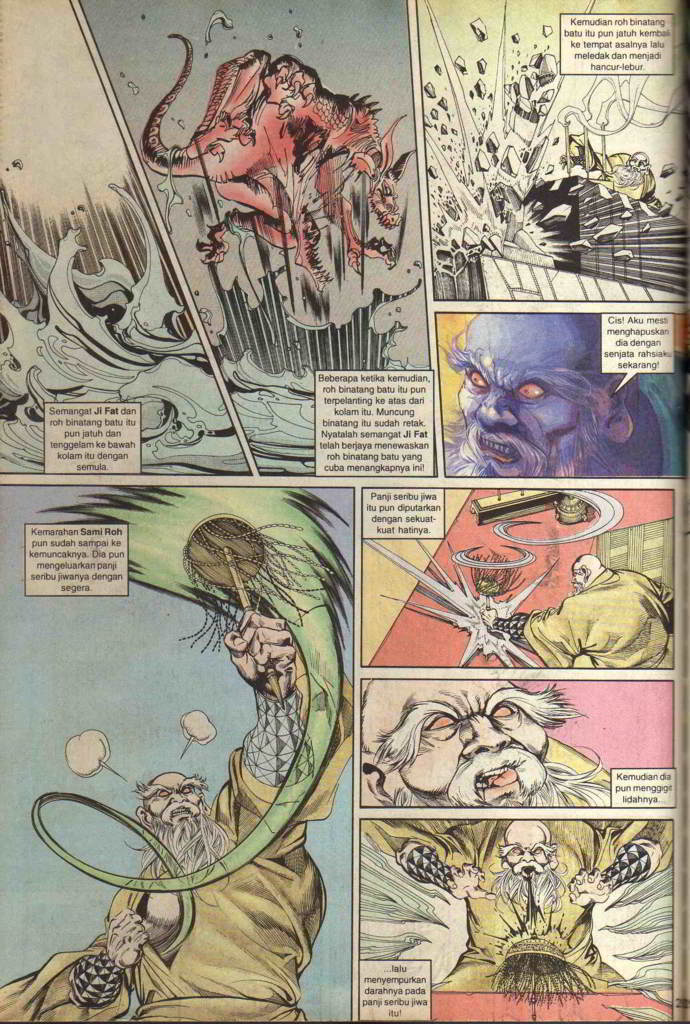 Semangat Ji Fat dan
roh binatang batu itu
pun jatuh dan
tenggelam ke bawah
kolam itu dengan
semula.
Beberapa ketika kemudian,
roh binatang batu itu pun
terpelanting ke atas dari
kolam itu. Muncung
binatang itu sudah retak.
Nyatalah semangat Ji Fat
telah berjaya menewaskan
roh binatang batu yang
cuba menangkapnya ini!
Kemudian roh binatang
batu itu pun jatuh kembali
ke tempat asalnya lalu
meledak dan menjadi
hancur-lebur.
Cis! Aku mesti
menghapuskan
dia dengan
senjata rahsiaku
sekarang!
Kemarahan Sami Roh
pun sudah sampai ke
kemuncaknya. Dia pun
mengeluarkan panji
seribu jiwanya dengan
segera.
Panji seribu jiwa
itu pun diputarkan
dengan sekuat-
kuat hatinya.
Kemudian dia
pun menggigit
lidahnya...
...lalu
menyempurkan
darahnya pada
panji seribu jiwa
itu!